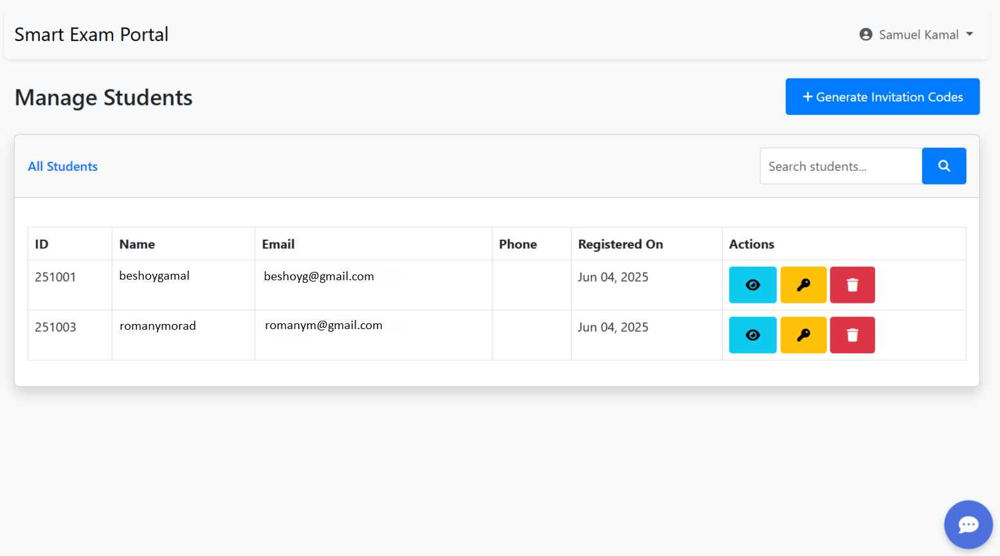 Smart Exam Portal
Samuel Kamal
Manage Students
+ Generate Invitation Codes
All Students
Search students...
ID Name Email Phone Registered On Actions
251001 beshoygamal beshoyg@gmail.com Jun 04, 2025
251003 romanymorad romanym@gmail.com Jun 04, 2025